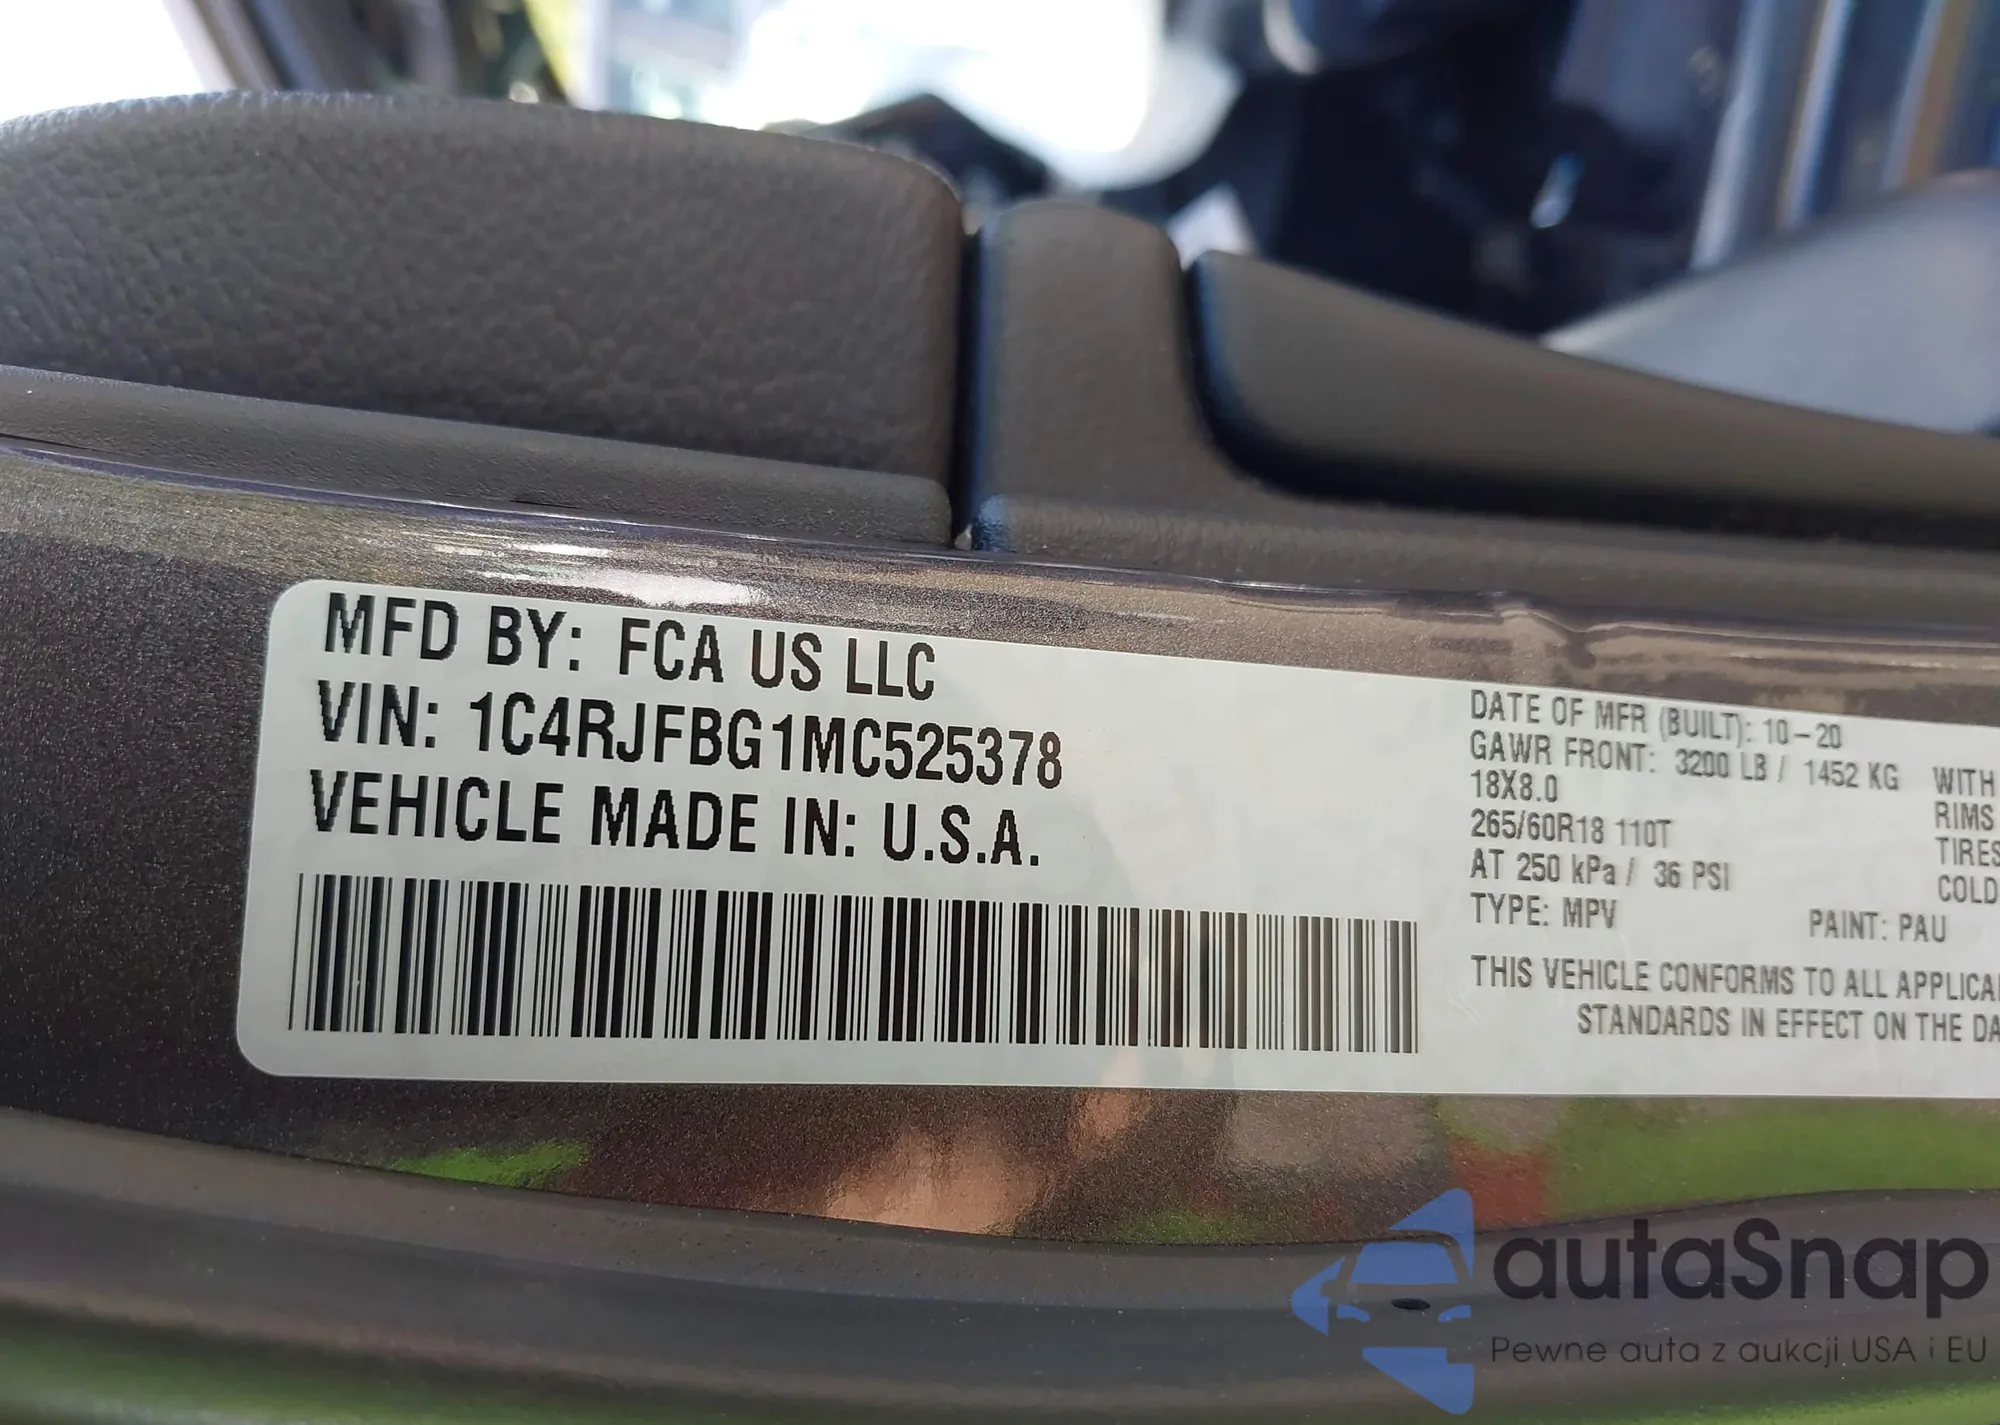 MFD BY: FCA US LLC
VIN: 1C4RJFBG1MC525378
VEHICLE MADE IN: U.S.A.
DATE OF MFR (BUILT): 10-20
GAWR FRONT: 3200 LB / 1452 KG WITH
18X8.0 RIMS
265/60R18 110T TIRES
AT 250 kPa / 36 PSI COLD
TYPE: MPV PAINT: PAU
THIS VEHICLE CONFORMS TO ALL APPLICA
STANDARDS IN EFFECT ON THE DA
autaSnap
Pewne auta z aukcji USA i EU